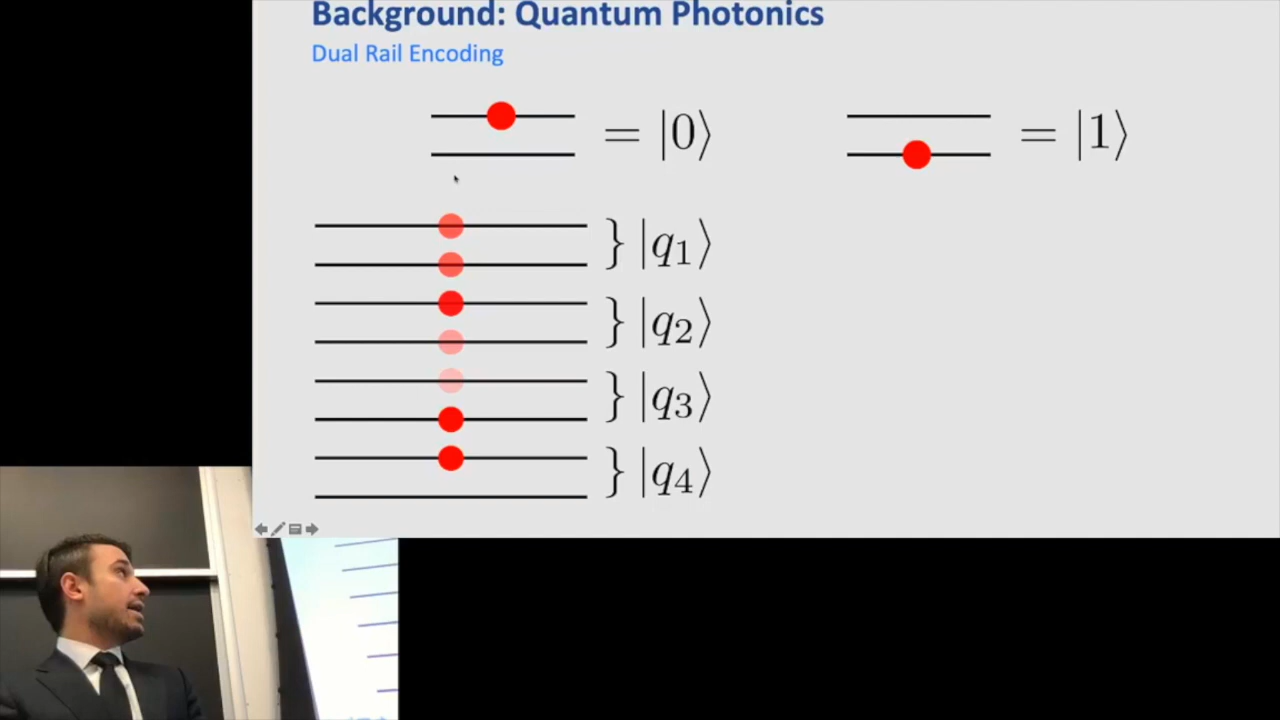 Background: Quantum Photonics
Dual Rail Encoding
= |0⟩
= |1⟩
} |q₁⟩
} |q₂⟩
} |q₃⟩
} |q₄⟩